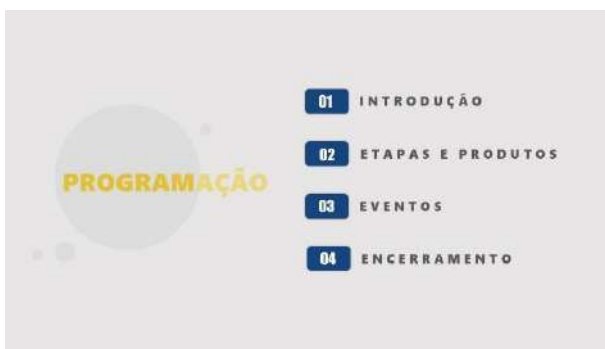 PROGRAMAÇÃO
01 INTRODUÇÃO
02 ETAPAS E PRODUTOS
03 EVENTOS
04 ENCERRAMENTO